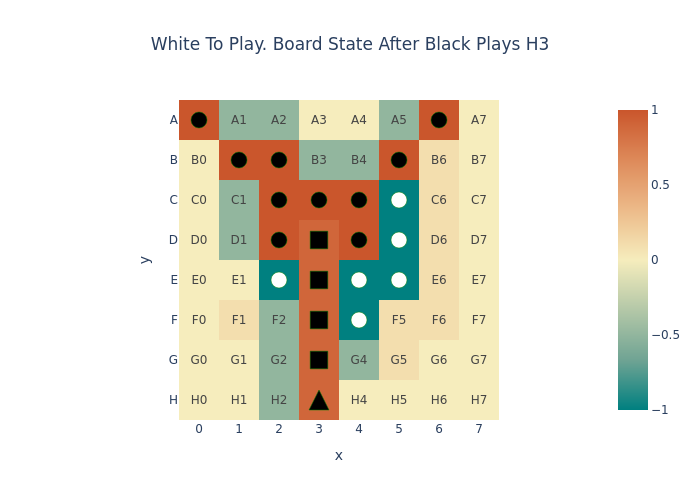 White To Play. Board State After Black Plays H3
A A1 A2 A3 A4 A5 A7
B B0 B3 B4 B6 B7
C C0 C1 C6 C7
D D0 D1 D6 D7
E E0 E1 E6 E7
F F0 F1 F2 F5 F6 F7
G G0 G1 G2 G4 G5 G6 G7
H H0 H1 H2 H4 H5 H6 H7
0 1 2 3 4 5 6 7
x
y
1
0.5
0
−0.5
−1